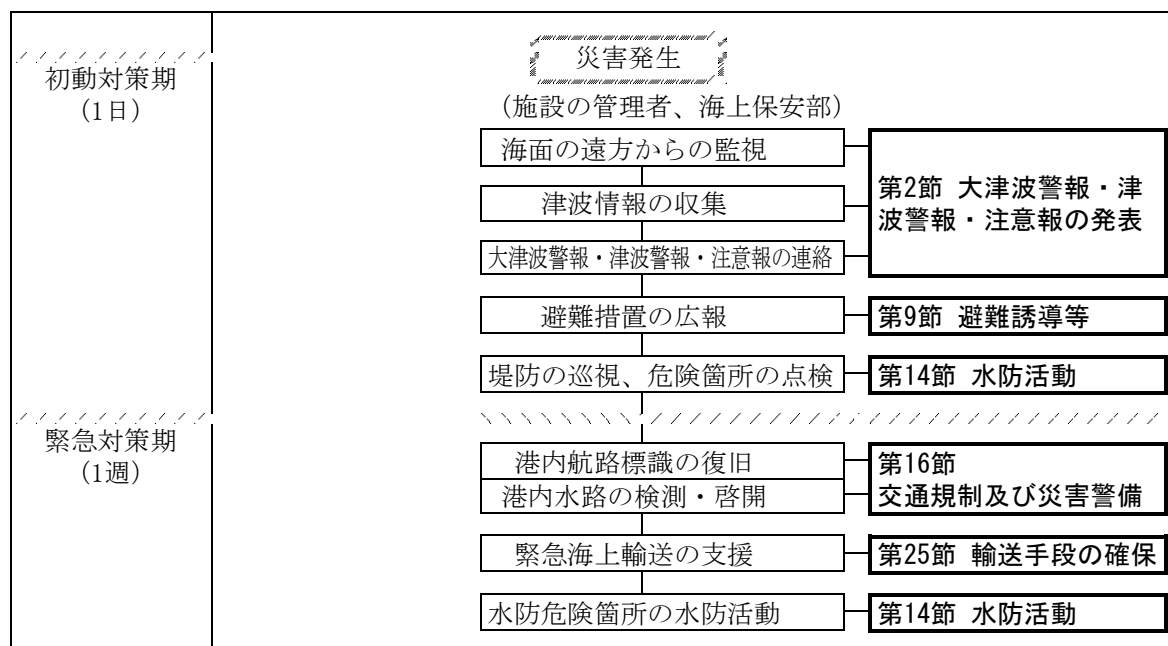 災害発生
初動対策期
(1日)
(施設の管理者、海上保安部)
海面の遠方からの監視
第2節 大津波警報・津
波警報・注意報の発表
津波情報の収集
大津波警報・津波警報・注意報の連絡
避難措置の広報
第9節 避難誘導等
堤防の巡視、危険箇所の点検
第14節 水防活動
緊急対策期
(1週)
港内航路標識の復旧
第16節
交通規制及び災害警備
港内水路の検測・啓開
緊急海上輸送の支援
第25節 輸送手段の確保
水防危険箇所の水防活動
第14節 水防活動